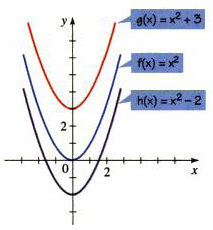 y
g(x) = x² + 3
f(x) = x²
h(x) = x² − 2
2
0
2
x